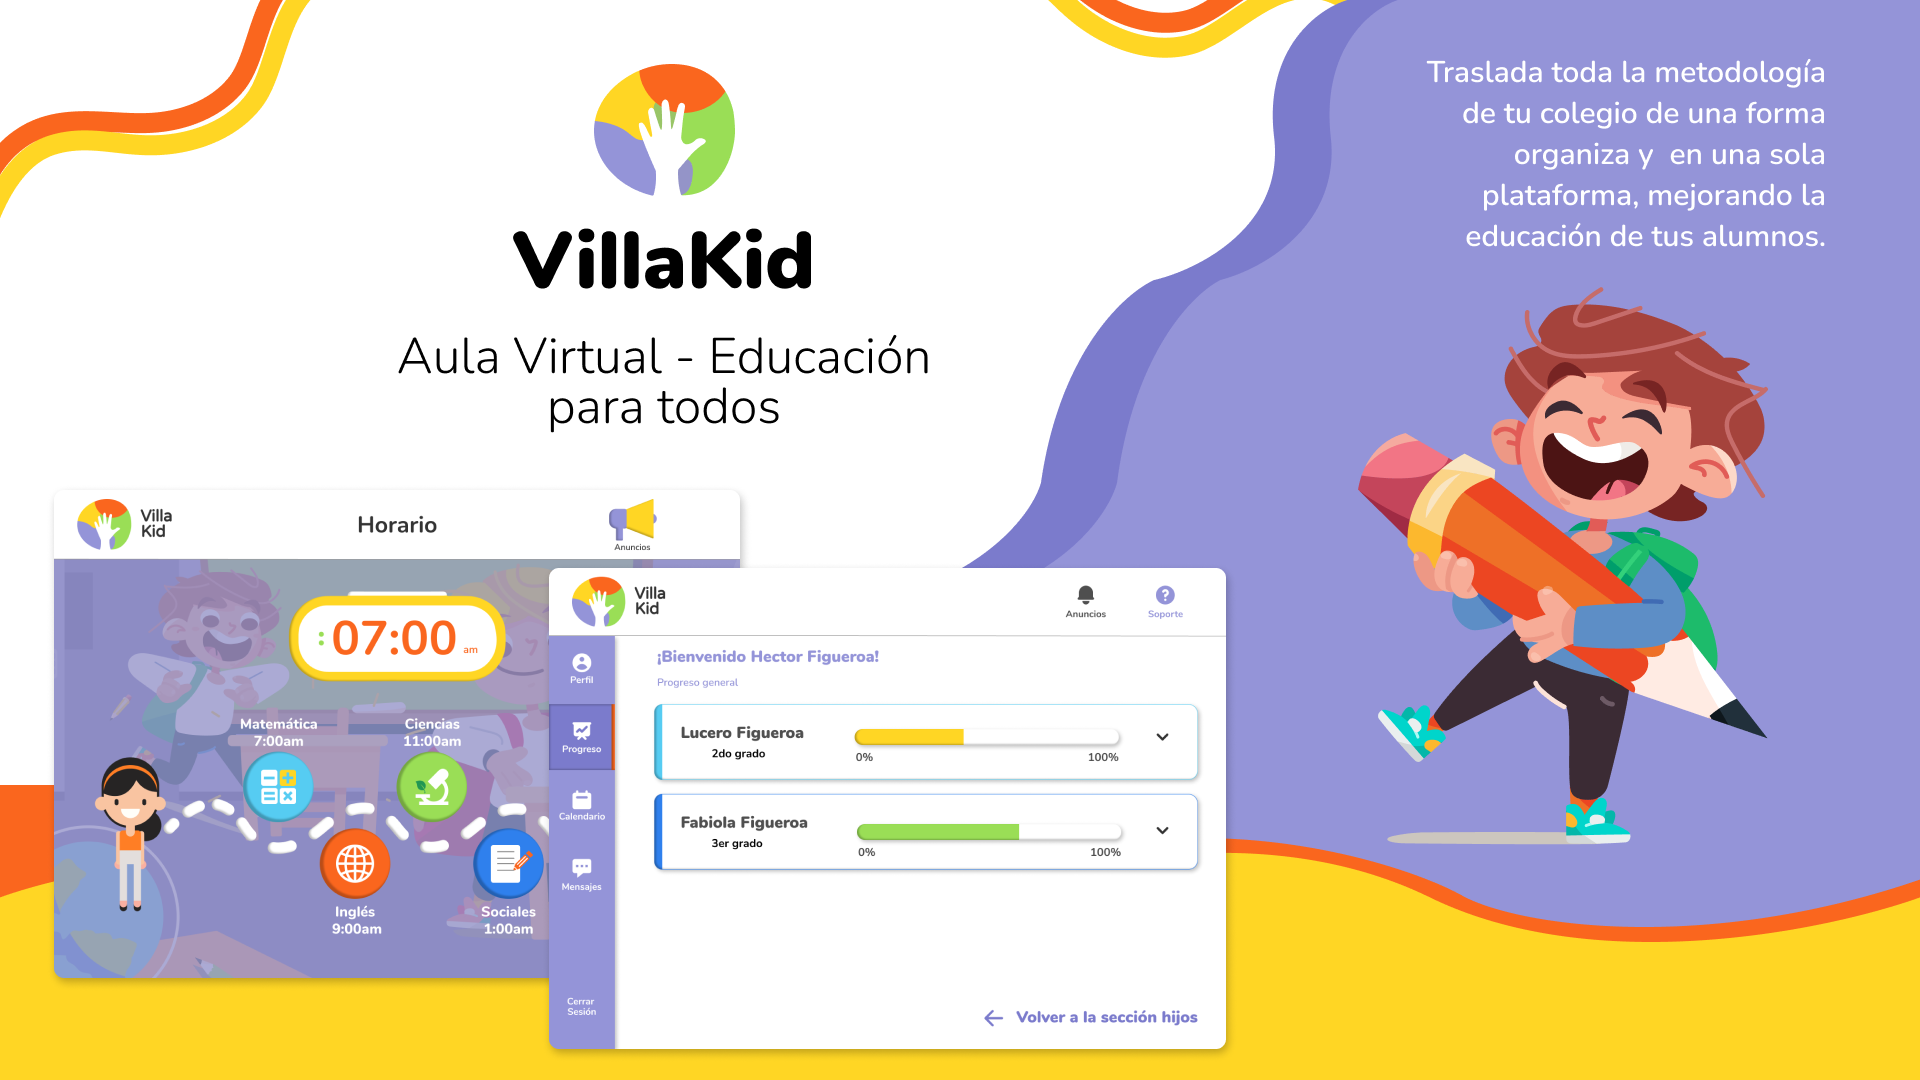 VillaKid
Aula Virtual - Educación
para todos
Traslada toda la metodología
de tu colegio de una forma
organiza y  en una sola
plataforma, mejorando la
educación de tus alumnos.
Villa
Kid
Horario
Anuncios
: 07:00 am
Matemática
7:00am
Ciencias
11:00am
Inglés
9:00am
Sociales
1:00am
Villa
Kid
Anuncios
Soporte
Perfil
Progreso
Calendario
Mensajes
Cerrar
Sesión
¡Bienvenido Hector Figueroa!
Progreso general
Lucero Figueroa
2do grado
0% 100%
Fabiola Figueroa
3er grado
0% 100%
Volver a la sección hijos